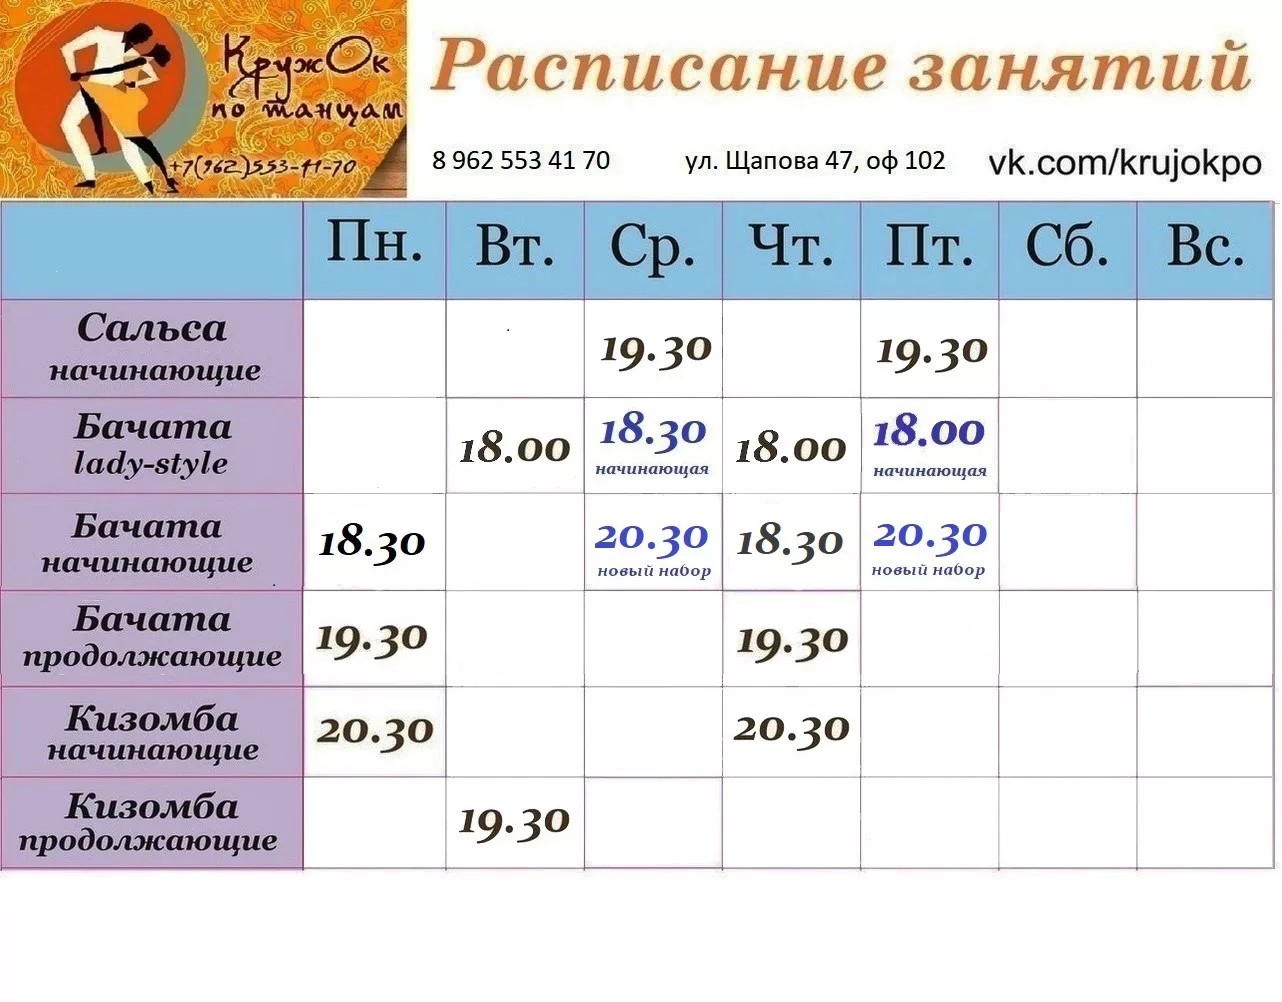 КружОк
по танцам
+7(962)553-41-70
Расписание занятий
8 962 553 41 70 ул. Щапова 47, оф 102 vk.com/krujokpo
Пн. Вт. Ср. Чт. Пт. Сб. Вс.
Сальса
начинающие
19.30 19.30
Бачата
lady-style
18.00 18.30 18.00 18.00
начинающая начинающая
Бачата
начинающие
18.30 20.30 18.30 20.30
новый набор новый набор
Бачата
продолжающие
19.30 19.30
Кизомба
начинающие
20.30 20.30
Кизомба
продолжающие
19.30